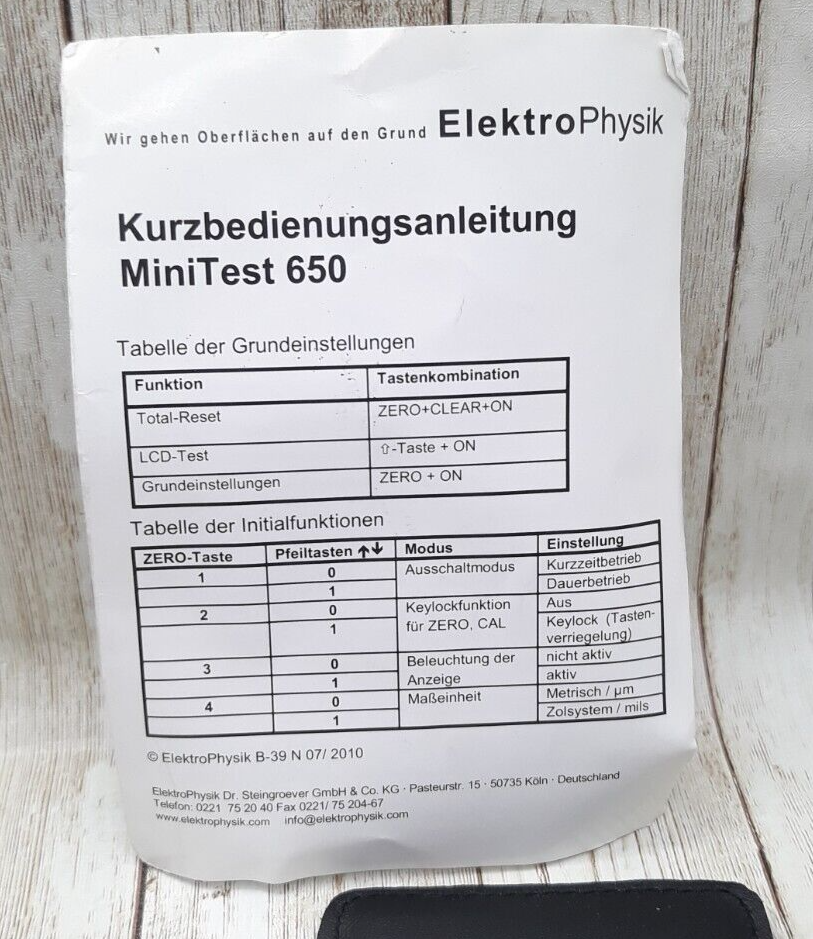 Wir gehen Oberflächen auf den Grund ElektroPhysik
Kurzbedienungsanleitung
MiniTest 650
Tabelle der Grundeinstellungen
Funktion Tastenkombination
Total-Reset ZERO+CLEAR+ON
LCD-Test ⇧-Taste + ON
Grundeinstellungen ZERO + ON
Tabelle der Initialfunktionen
ZERO-Taste Pfeiltasten ↑↓ Modus Einstellung
1 0 Ausschaltmodus Kurzzeitbetrieb
1 Dauerbetrieb
2 0 Keylockfunktion Aus
1 für ZERO, CAL Keylock (Tasten-
verriegelung)
3 0 Beleuchtung der nicht aktiv
1 Anzeige aktiv
4 0 Maßeinheit Metrisch / µm
1 Zolsystem / mils
© ElektroPhysik B-39 N 07/ 2010
ElektroPhysik Dr. Steingroever GmbH & Co. KG · Pasteurstr. 15 · 50735 Köln · Deutschland
Telefon: 0221 75 20 40 Fax 0221/ 75 204-67
www.elektrophysik.com info@elektrophysik.com